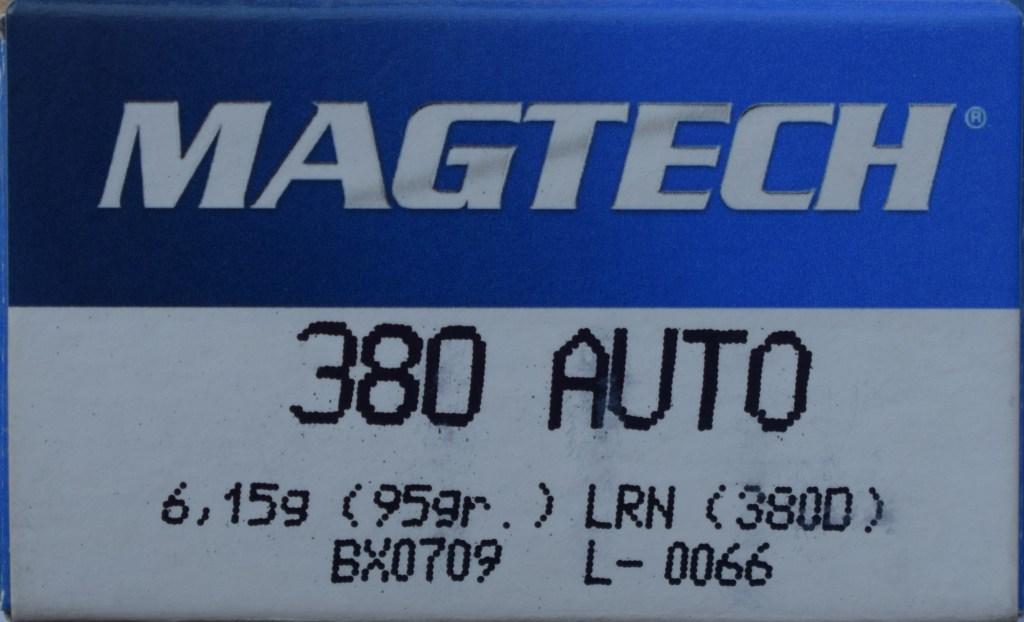 MAGTECH®
380 AUTO
6,15g (95gr.) LRN (380D)
BX0709 L-0066